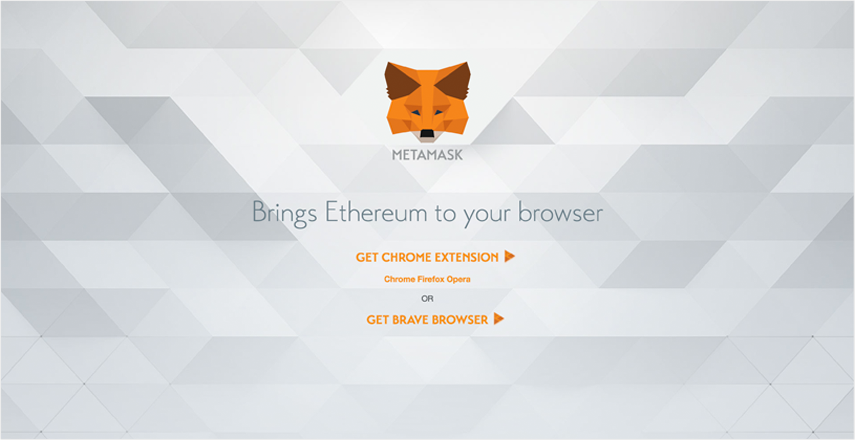 METAMASK
Brings Ethereum to your browser
GET CHROME EXTENSION
Chrome Firefox Opera
OR
GET BRAVE BROWSER